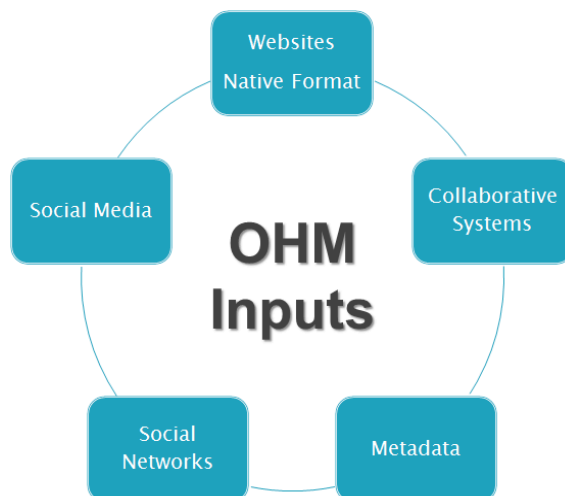 Websites
Native Format
Social Media
Collaborative
Systems
OHM
Inputs
Social
Networks
Metadata